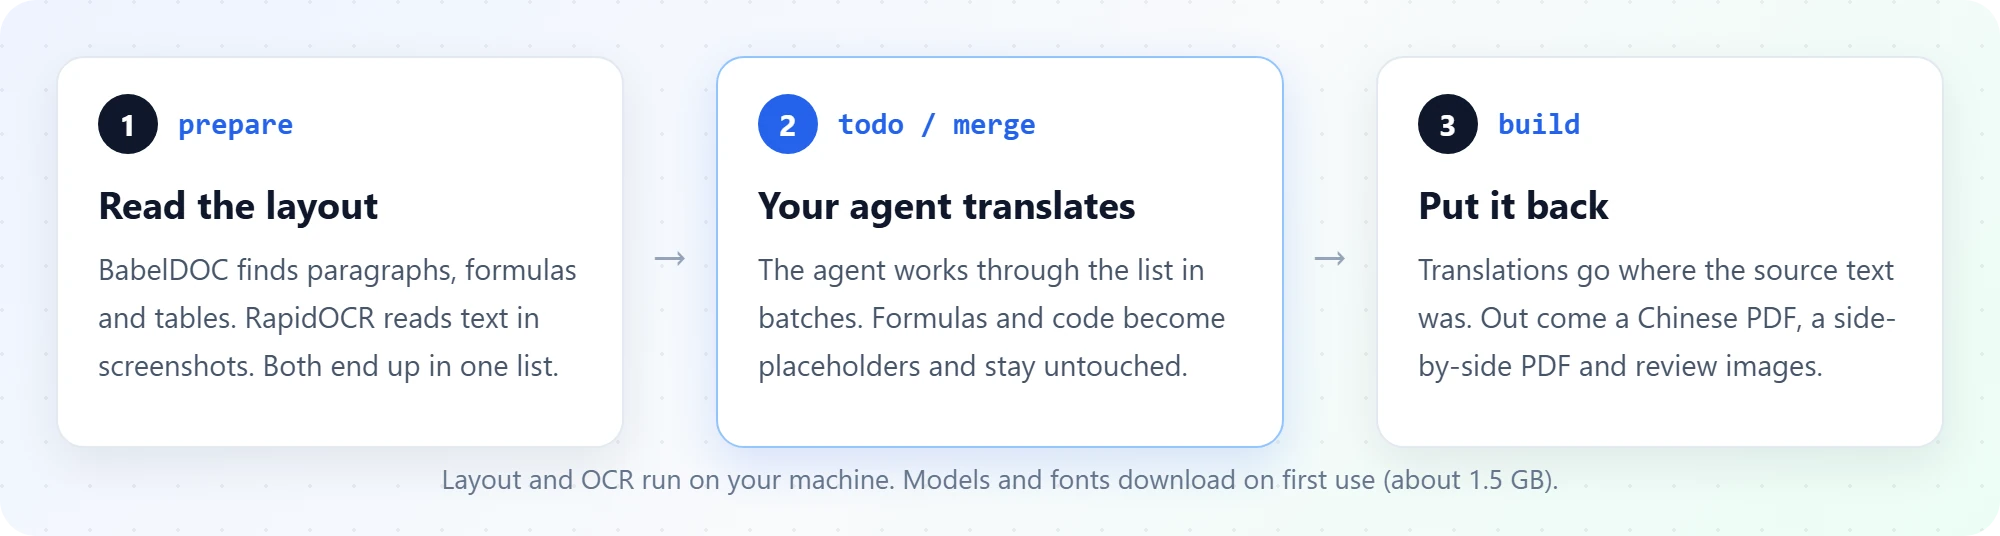 1 prepare
Read the layout
BabelDOC finds paragraphs, formulas
and tables. RapidOCR reads text in
screenshots. Both end up in one list.
→
2 todo / merge
Your agent translates
The agent works through the list in
batches. Formulas and code become
placeholders and stay untouched.
→
3 build
Put it back
Translations go where the source text
was. Out come a Chinese PDF, a side-
by-side PDF and review images.
Layout and OCR run on your machine. Models and fonts download on first use (about 1.5 GB).